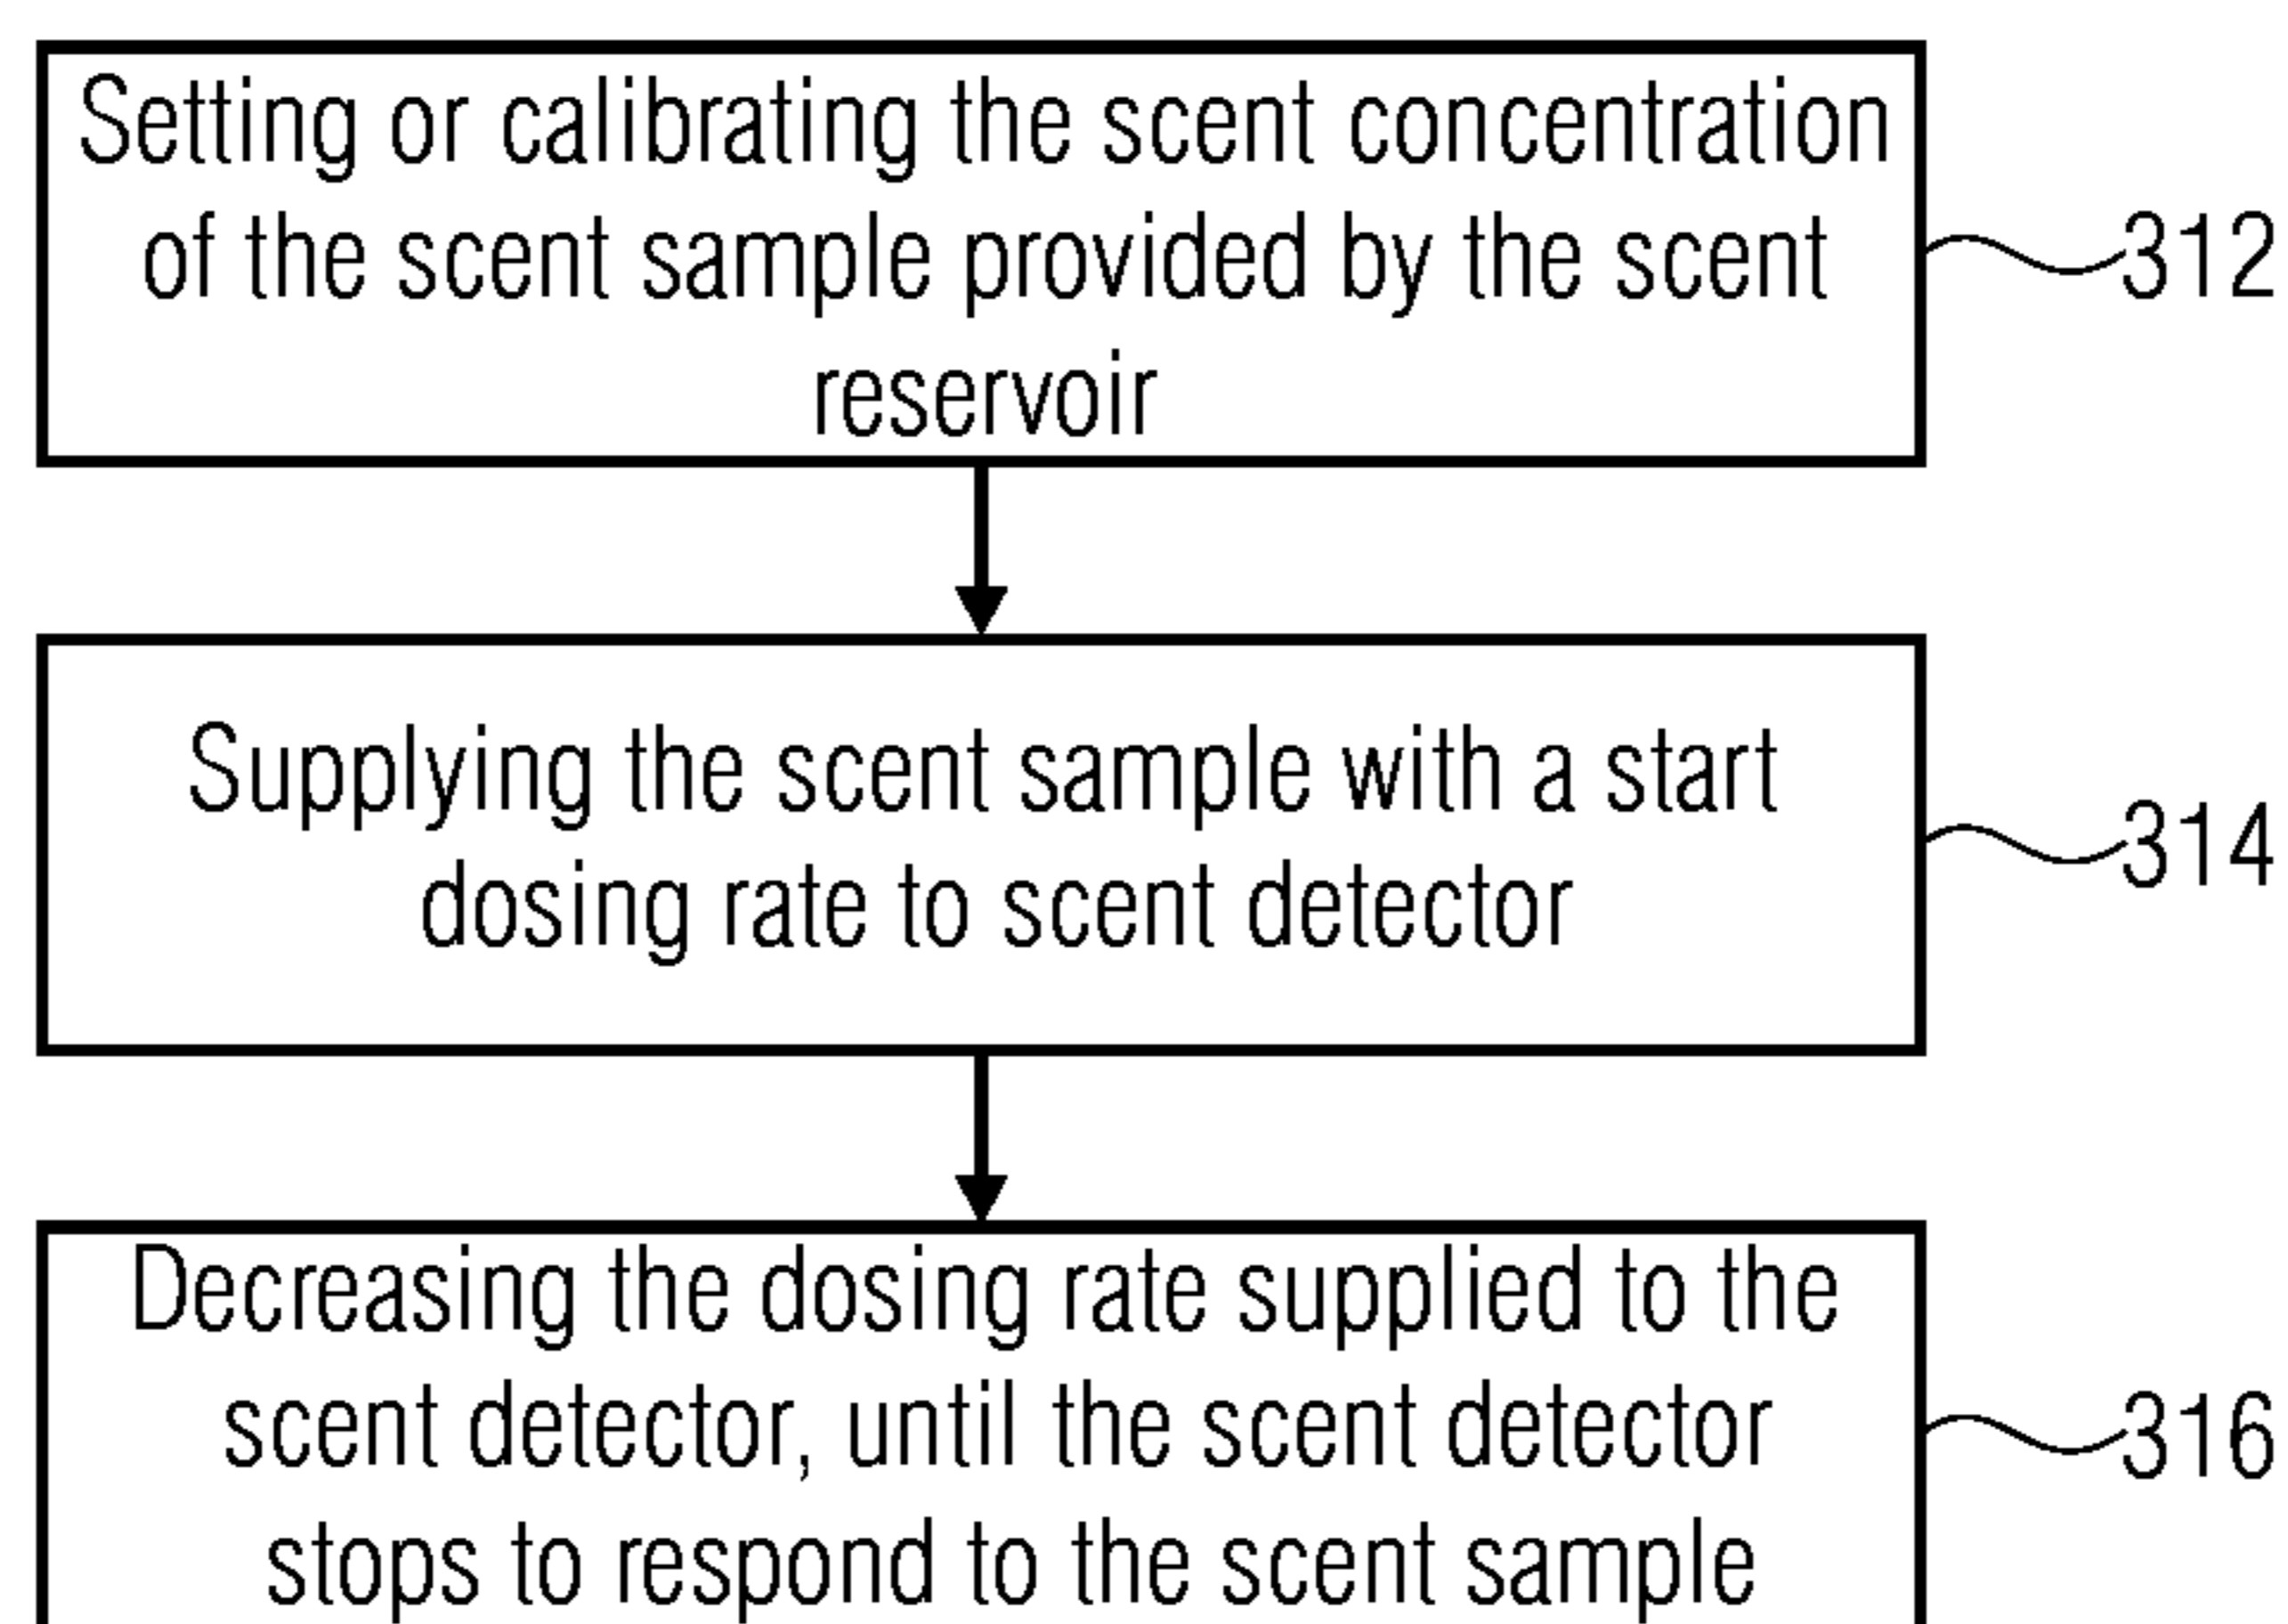 Setting or calibrating the scent concentration
of the scent sample provided by the scent
reservoir
312
Supplying the scent sample with a start
dosing rate to scent detector
314
Decreasing the dosing rate supplied to the
scent detector, until the scent detector
stops to respond to the scent sample
316